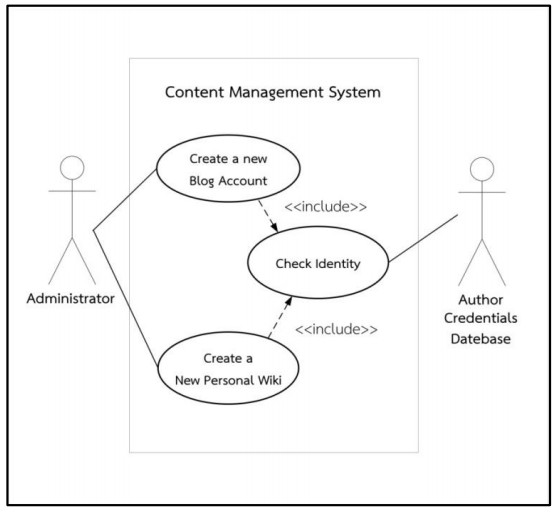 Content Management System
Create a new
Blog Account
<<include>>
Check Identity
Administrator
Author
Credentials
Datebase
<<include>>
Create a
New Personal Wiki